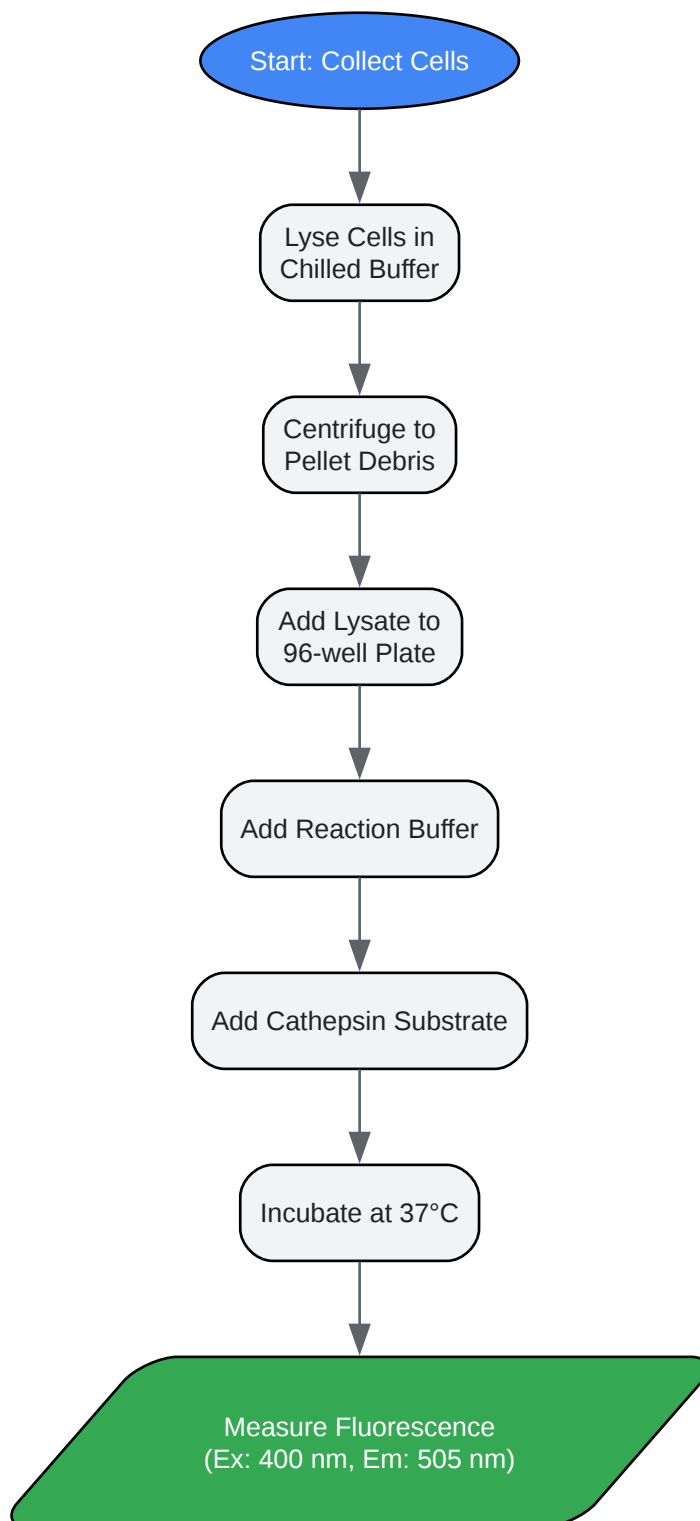 Start: Collect Cells
Lyse Cells in
Chilled Buffer
Centrifuge to
Pellet Debris
Add Lysate to
96-well Plate
Add Reaction Buffer
Add Cathepsin Substrate
Incubate at 37°C
Measure Fluorescence
(Ex: 400 nm, Em: 505 nm)